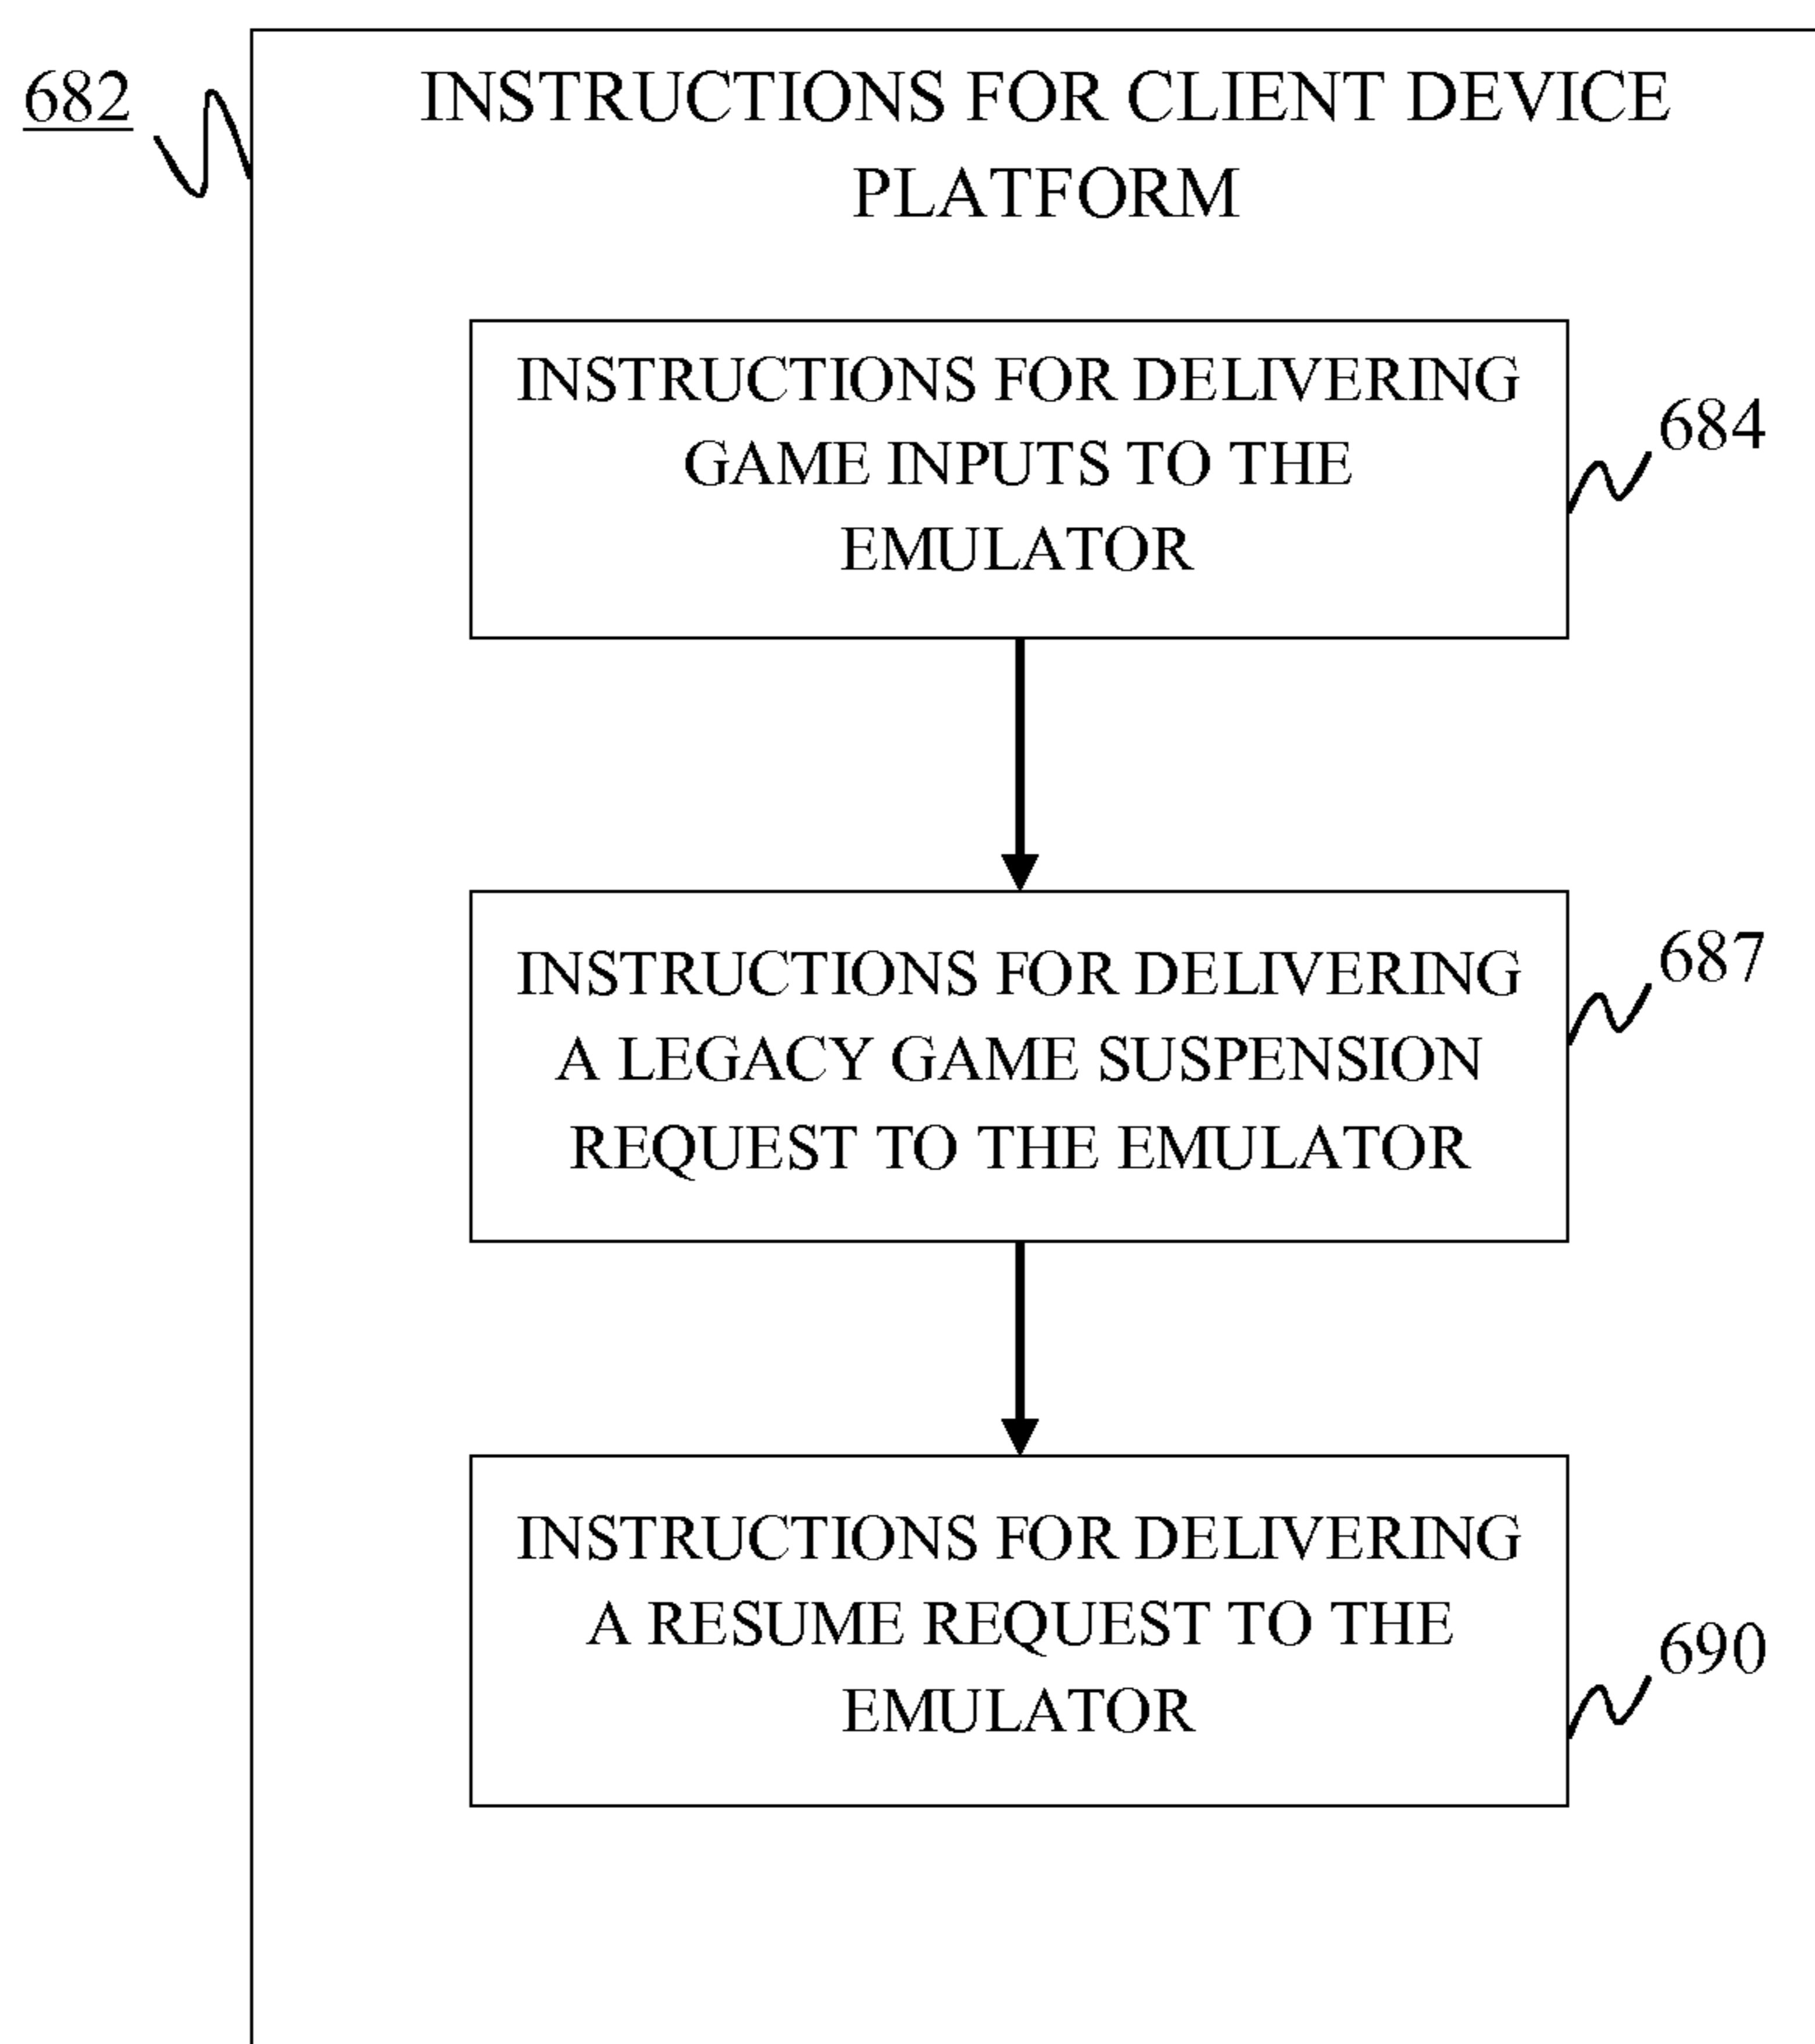 682
INSTRUCTIONS FOR CLIENT DEVICE
PLATFORM
INSTRUCTIONS FOR DELIVERING
GAME INPUTS TO THE
EMULATOR
684
INSTRUCTIONS FOR DELIVERING
A LEGACY GAME SUSPENSION
REQUEST TO THE EMULATOR
687
INSTRUCTIONS FOR DELIVERING
A RESUME REQUEST TO THE
EMULATOR
690